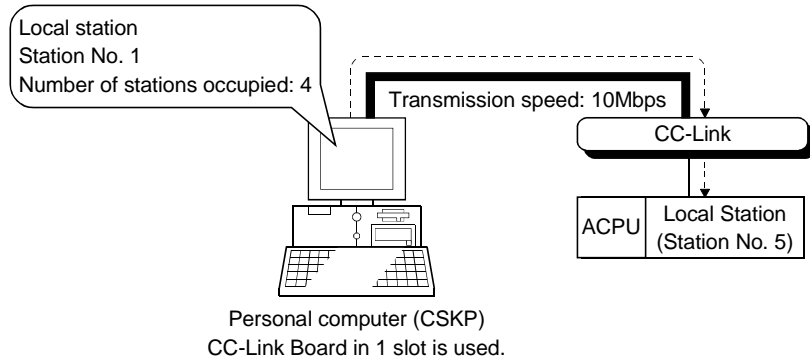 Local station
Station No. 1
Number of stations occupied: 4
Transmission speed: 10Mbps
CC-Link
ACPU
Local Station
(Station No. 5)
Personal computer (CSKP)
CC-Link Board in 1 slot is used.